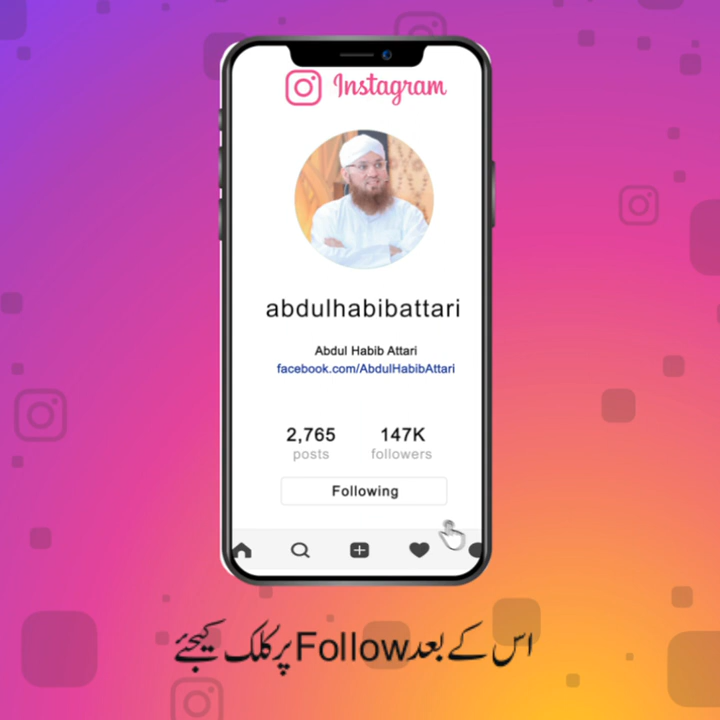 Instagram
abdulhabibattari
Abdul Habib Attari
facebook.com/AbdulHabibAttari
2,765 147K
posts followers
Following
اس کے بعد Follow پر کلک کیجئے